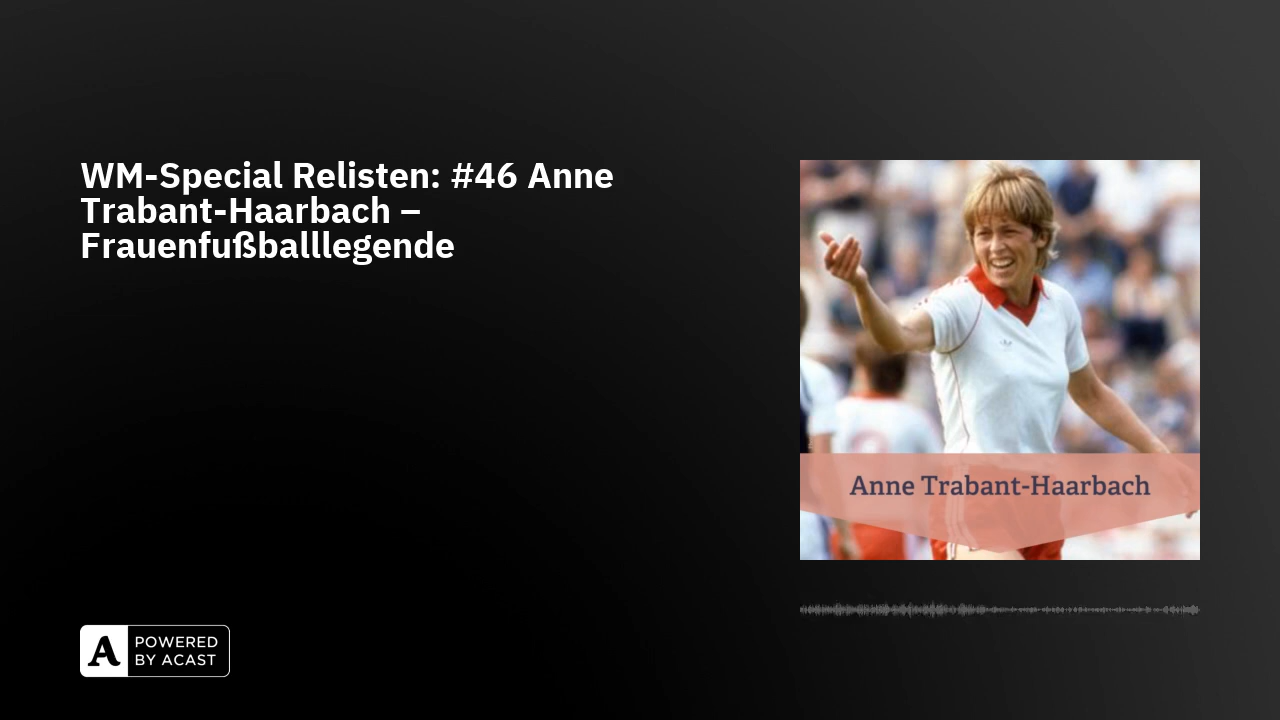 WM-Special Relisten: #46 Anne
Trabant-Haarbach –
Frauenfußballlegende
Anne Trabant-Haarbach
A POWERED
BY ACAST